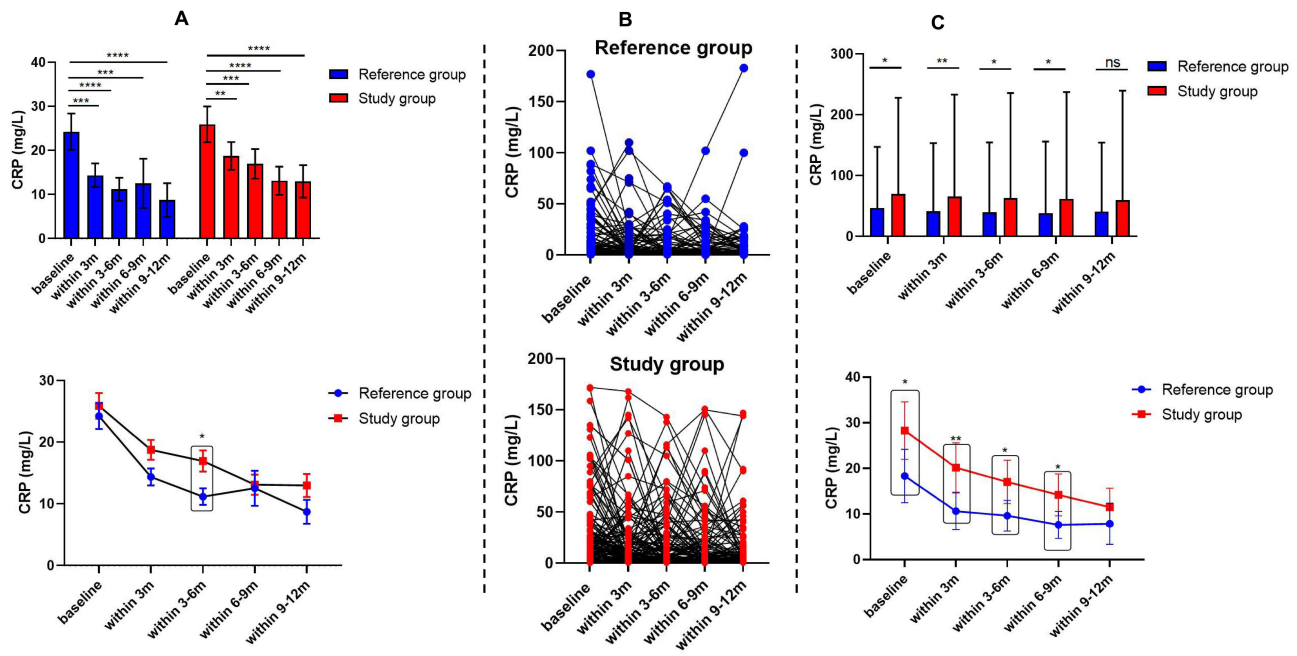 A
B
C
CRP (mg/L)
40
30
20
10
0
****
***
****
***
****
****
***
**
baseline
within 3m
within 3-6m
within 6-9m
within 9-12m
baseline
within 3m
within 3-6m
within 6-9m
within 9-12m
Reference group
Study group
Reference group
CRP (mg/L)
200
150
100
50
0
baseline
within 3m
within 3-6m
within 6-9m
within 9-12m
CRP (mg/L)
300
200
100
0
*
**
*
*
ns
baseline
within 3m
within 3-6m
within 6-9m
within 9-12m
Reference group
Study group
CRP (mg/L)
30
20
10
0
*
baseline
within 3m
within 3-6m
within 6-9m
within 9-12m
Reference group
Study group
Study group
CRP (mg/L)
200
150
100
50
0
baseline
within 3m
within 3-6m
within 6-9m
within 9-12m
CRP (mg/L)
40
30
20
10
0
*
**
*
*
baseline
within 3m
within 3-6m
within 6-9m
within 9-12m
Reference group
Study group